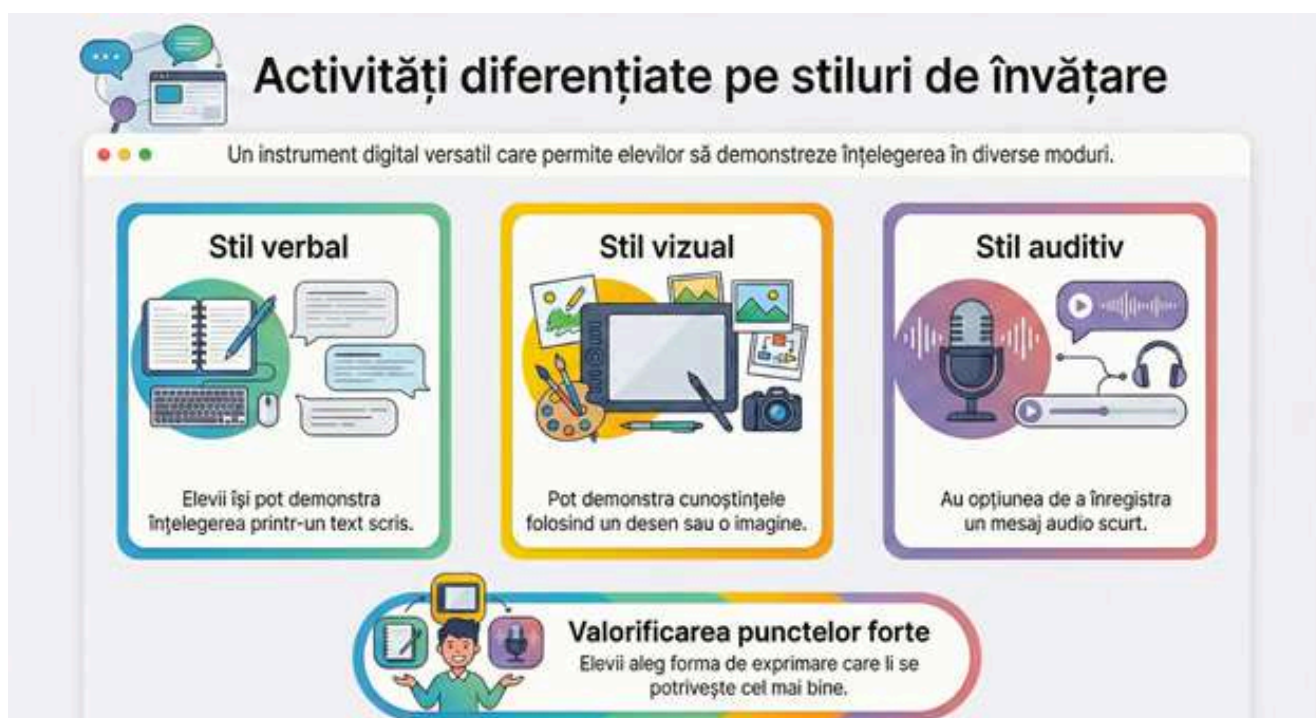 Activități diferențiate pe stiluri de învățare
Un instrument digital versatil care permite elevilor să demonstreze înțelegerea în diverse moduri.
Stil verbal
Elevii își pot demonstra
înțelegerea printr-un text scris.
Stil vizual
Pot demonstra cunoștințele
folosind un desen sau o imagine.
Stil auditiv
Au opțiunea de a înregistra
un mesaj audio scurt.
Valorificarea punctelor forte
Elevii aleg forma de exprimare care li se
potrivește cel mai bine.